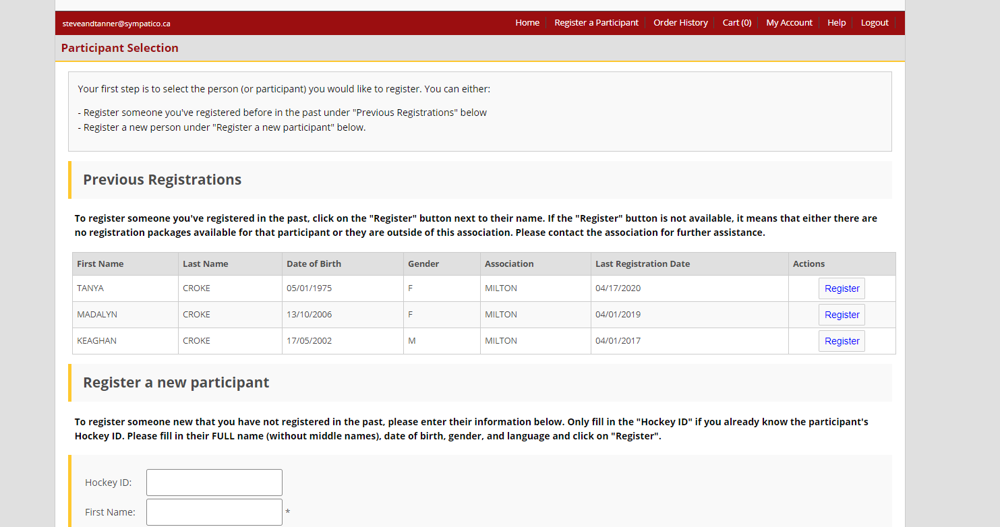 steveandtanner@sympatico.ca Home Register a Participant Order History Cart (0) My Account Help Logout
Participant Selection
Your first step is to select the person (or participant) you would like to register. You can either:
- Register someone you've registered before in the past under "Previous Registrations" below
- Register a new person under "Register a new participant" below.
Previous Registrations
To register someone you've registered in the past, click on the "Register" button next to their name. If the "Register" button is not available, it means that either there are
no registration packages available for that participant or they are outside of this association. Please contact the association for further assistance.
First Name Last Name Date of Birth Gender Association Last Registration Date Actions
TANYA CROKE 05/01/1975 F MILTON 04/17/2020 Register
MADALYN CROKE 13/10/2006 F MILTON 04/01/2019 Register
KEAGHAN CROKE 17/05/2002 M MILTON 04/01/2017 Register
Register a new participant
To register someone new that you have not registered in the past, please enter their information below. Only fill in the "Hockey ID" if you already know the participant's
Hockey ID. Please fill in their FULL name (without middle names), date of birth, gender, and language and click on "Register".
Hockey ID:
First Name: *